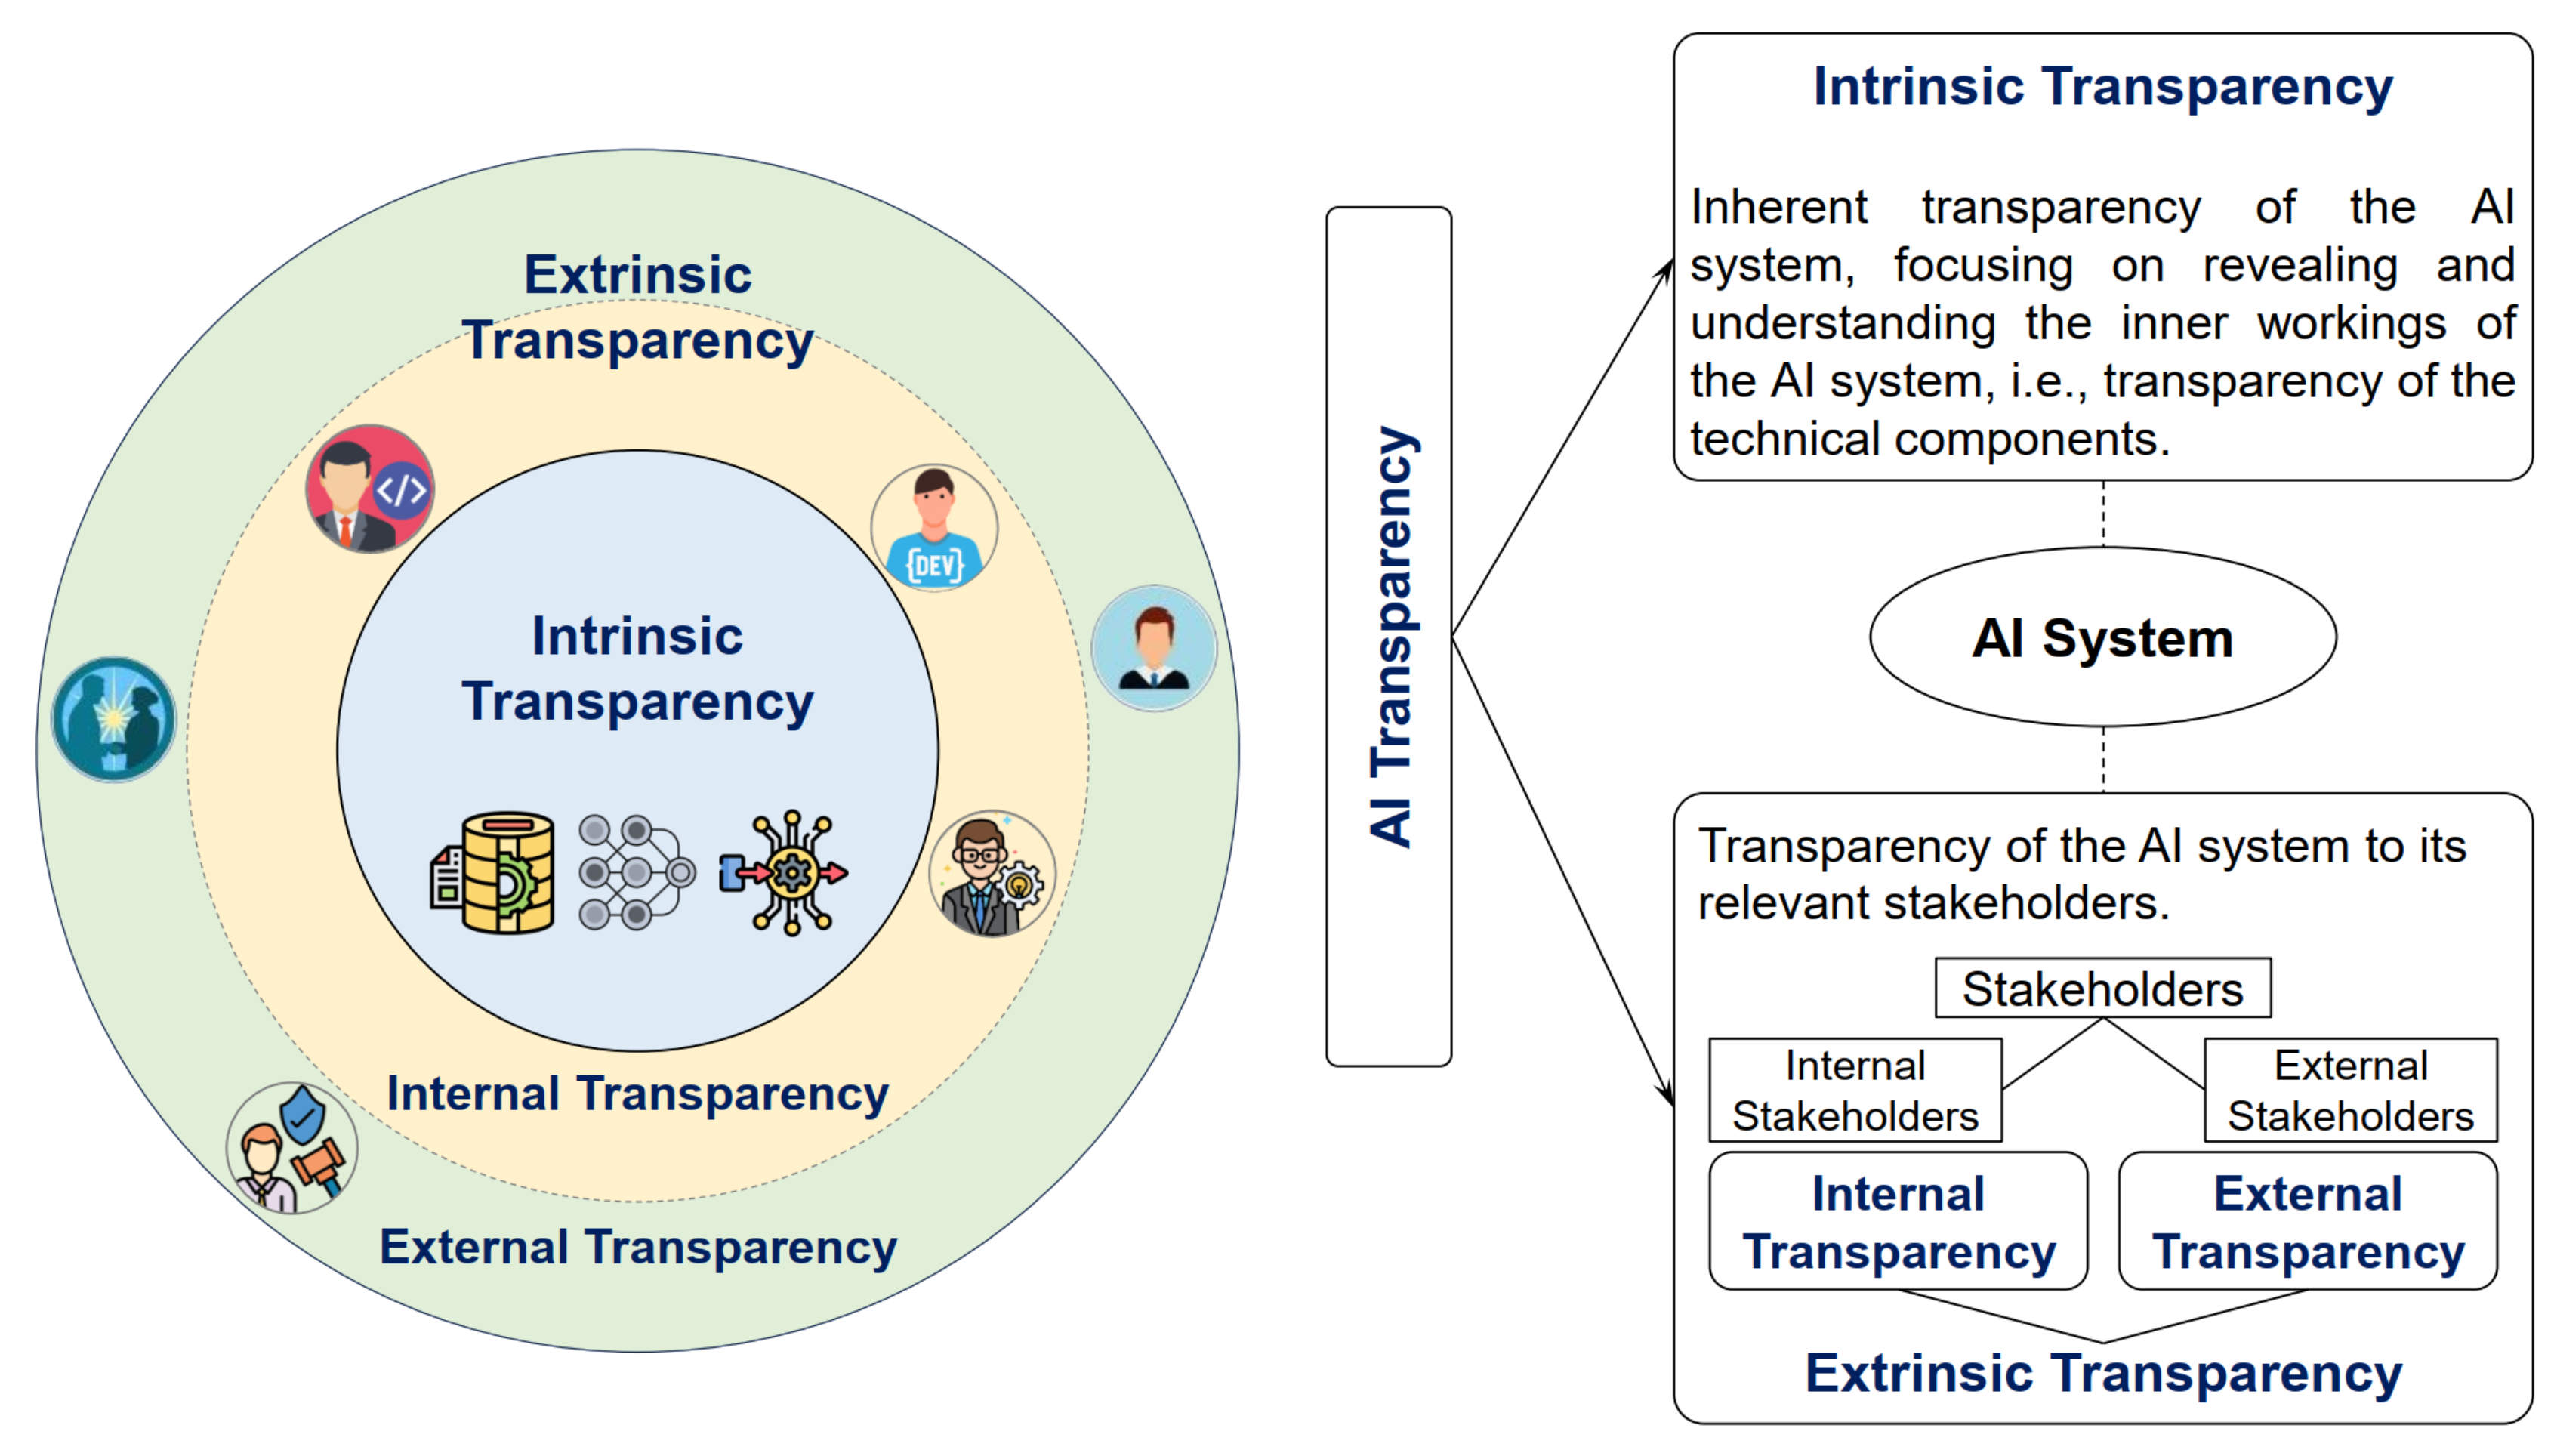 Extrinsic
Transparency
</>
{DEV}
Intrinsic
Transparency
Internal Transparency
External Transparency
AI Transparency
Intrinsic Transparency
Inherent transparency of the AI
system, focusing on revealing and
understanding the inner workings of
the AI system, i.e., transparency of the
technical components.
AI System
Transparency of the AI system to its
relevant stakeholders.
Stakeholders
Internal
Stakeholders
External
Stakeholders
Internal
Transparency
External
Transparency
Extrinsic Transparency